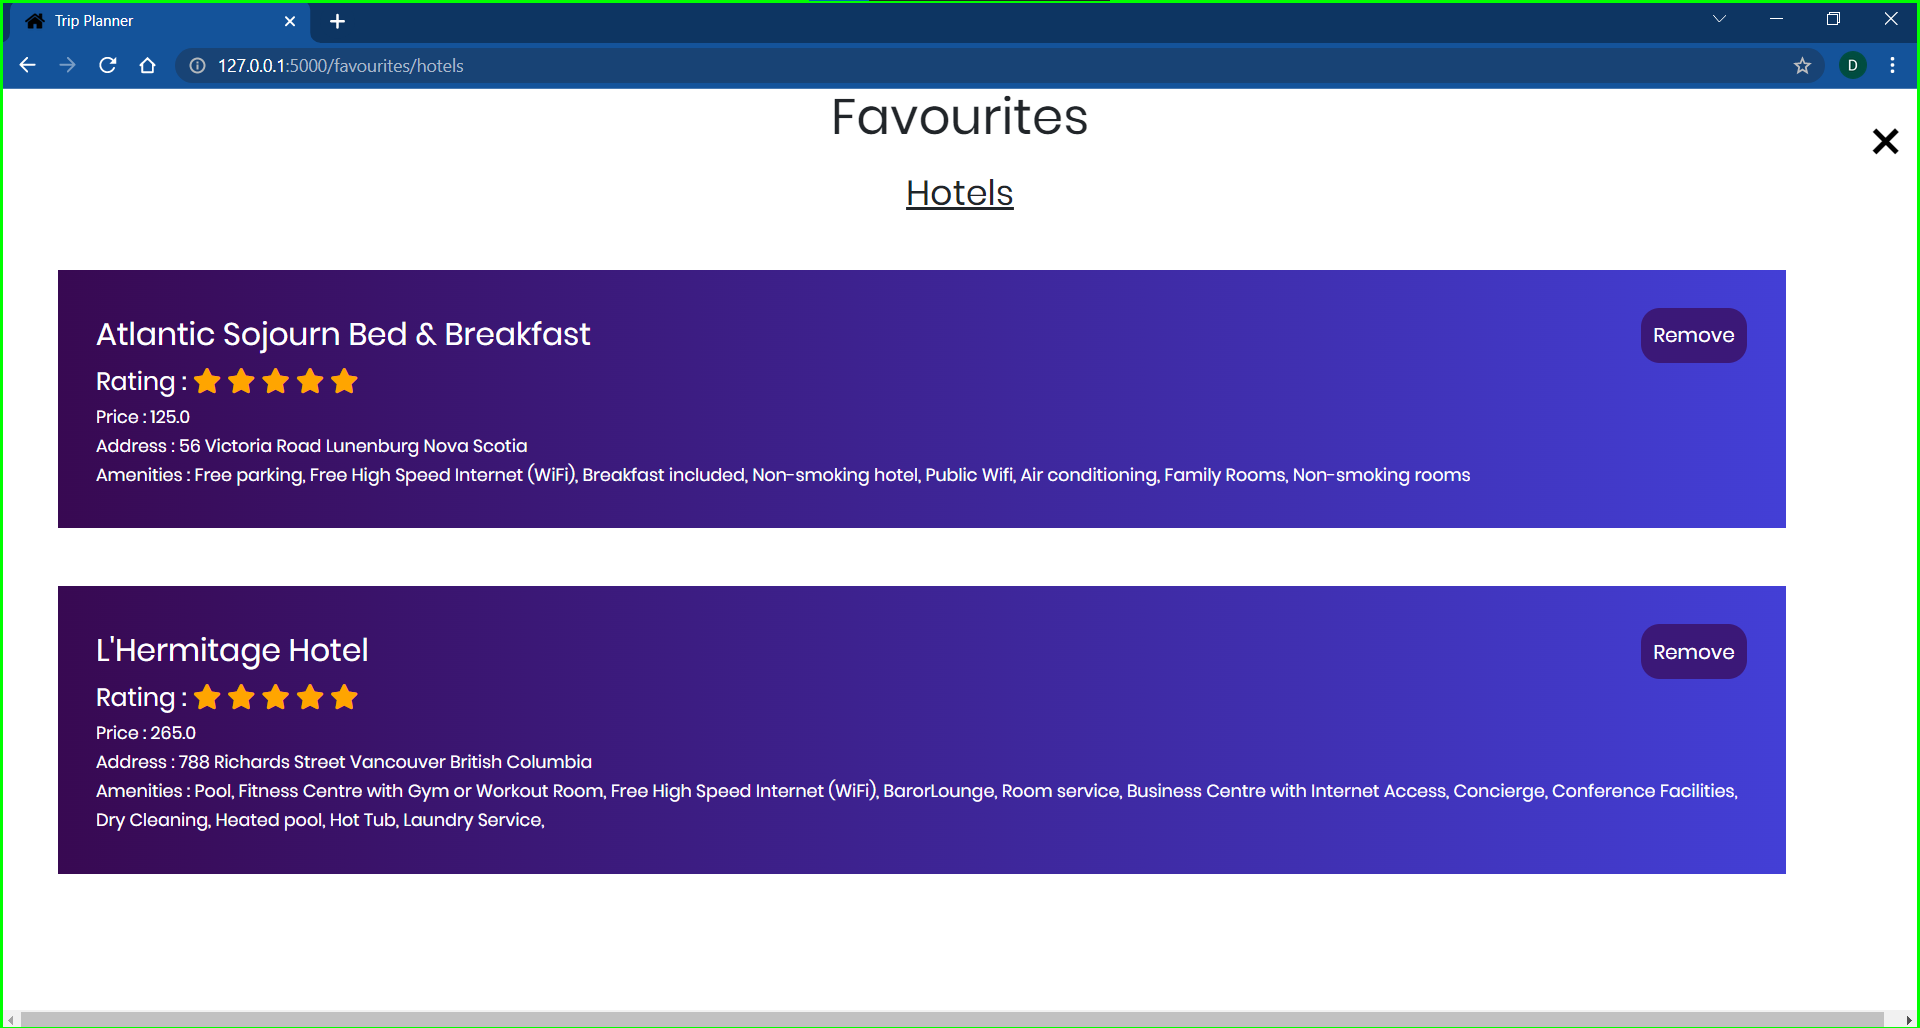 Trip Planner
127.0.0.1:5000/favourites/hotels
D
Favourites
Hotels
Atlantic Sojourn Bed & Breakfast
Remove
Rating :
Price : 125.0
Address : 56 Victoria Road Lunenburg Nova Scotia
Amenities : Free parking, Free High Speed Internet (WiFi), Breakfast included, Non-smoking hotel, Public Wifi, Air conditioning, Family Rooms, Non-smoking rooms
L'Hermitage Hotel
Remove
Rating :
Price : 265.0
Address : 788 Richards Street Vancouver British Columbia
Amenities : Pool, Fitness Centre with Gym or Workout Room, Free High Speed Internet (WiFi), BarorLounge, Room service, Business Centre with Internet Access, Concierge, Conference Facilities,
Dry Cleaning, Heated pool, Hot Tub, Laundry Service,